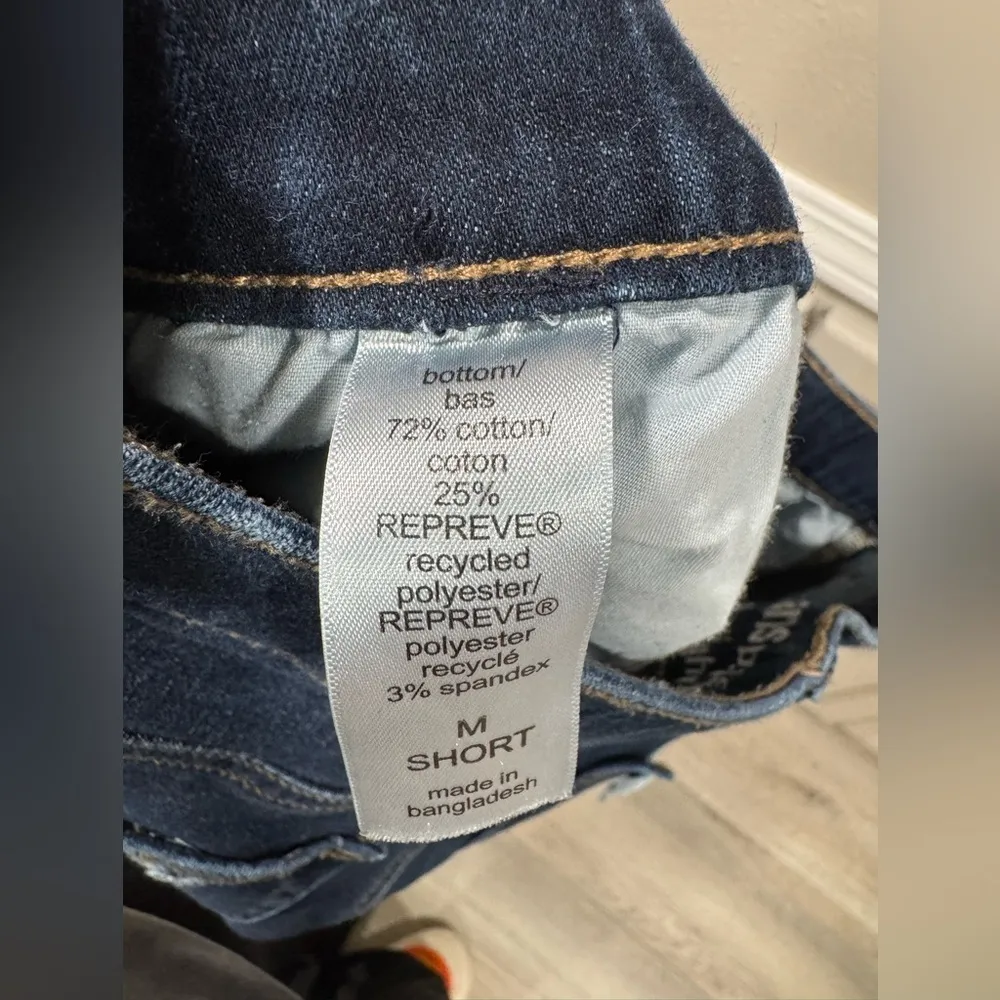 bottom/
bas
72% cotton/
coton
25%
REPREVE®
recycled
polyester/
REPREVE®
polyester
recyclé
3% spandex
M
SHORT
made in
bangladesh